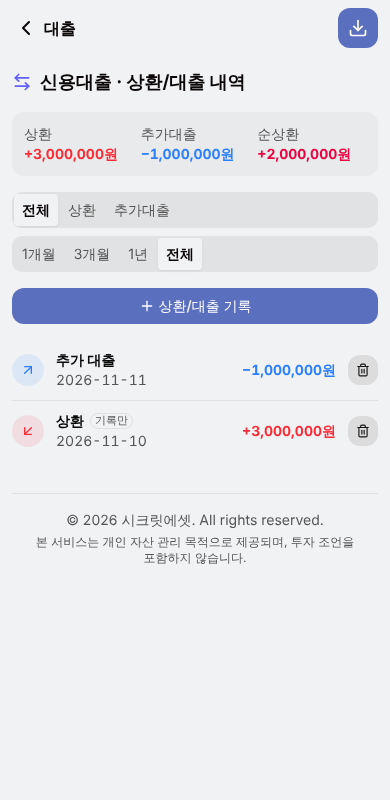 대출
신용대출 · 상환/대출 내역
상환 추가대출 순상환
+3,000,000원 −1,000,000원 +2,000,000원
전체 상환 추가대출
1개월 3개월 1년 전체
+ 상환/대출 기록
추가 대출
2026-11-11
−1,000,000원
상환 기록만
2026-11-10
+3,000,000원
© 2026 시크릿에셋. All rights reserved.
본 서비스는 개인 자산 관리 목적으로 제공되며, 투자 조언을
포함하지 않습니다.